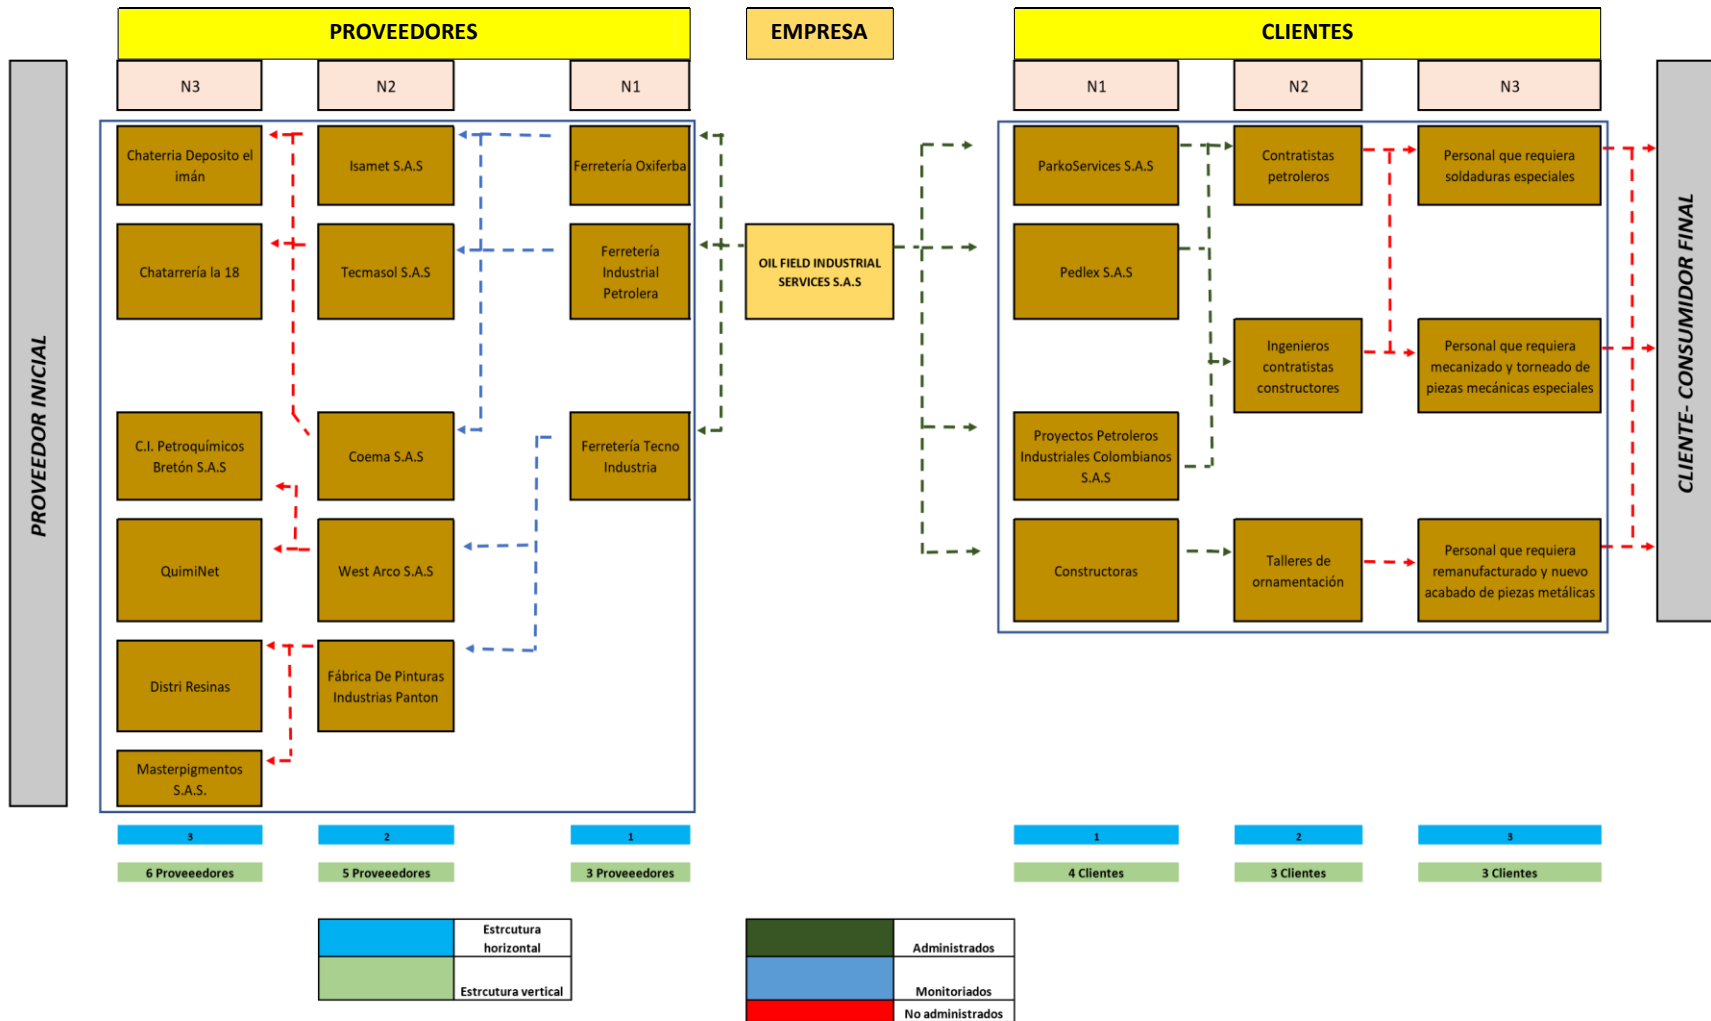 PROVEEDORES
EMPRESA
CLIENTES
N3
N2
N1
N1
N2
N3
PROVEEDOR INICIAL
Chaterria Deposito el
imán
Isamet S.A.S
Ferretería Oxiferba
ParkoServices S.A.S
Contratistas
petroleros
Personal que requiera
soldaduras especiales
CLIENTE- CONSUMIDOR FINAL
Chatarrería la 18
Tecmasol S.A.S
Ferretería
Industrial
Petrolera
OIL FIELD INDUSTRIAL
SERVICES S.A.S
Pedlex S.A.S
Ingenieros
contratistas
constructores
Personal que requiera
mecanizado y torneado de
piezas mecánicas especiales
C.I. Petroquímicos
Bretón S.A.S
Coema S.A.S
Ferretería Tecno
Industria
Proyectos Petroleros
Industriales Colombianos
S.A.S
QuimiNet
West Arco S.A.S
Constructoras
Talleres de
ornamentación
Personal que requiera
remanufacturado y nuevo
acabado de piezas metálicas
Distri Resinas
Fábrica De Pinturas
Industrias Panton
Masterpigmentos
S.A.S.
3
2
1
1
2
3
6 Proveeedores
5 Proveeedores
3 Proveeedores
4 Clientes
3 Clientes
3 Clientes
Estrcutura
horizontal
Estrcutura vertical
Administrados
Monitoriados
No administrados